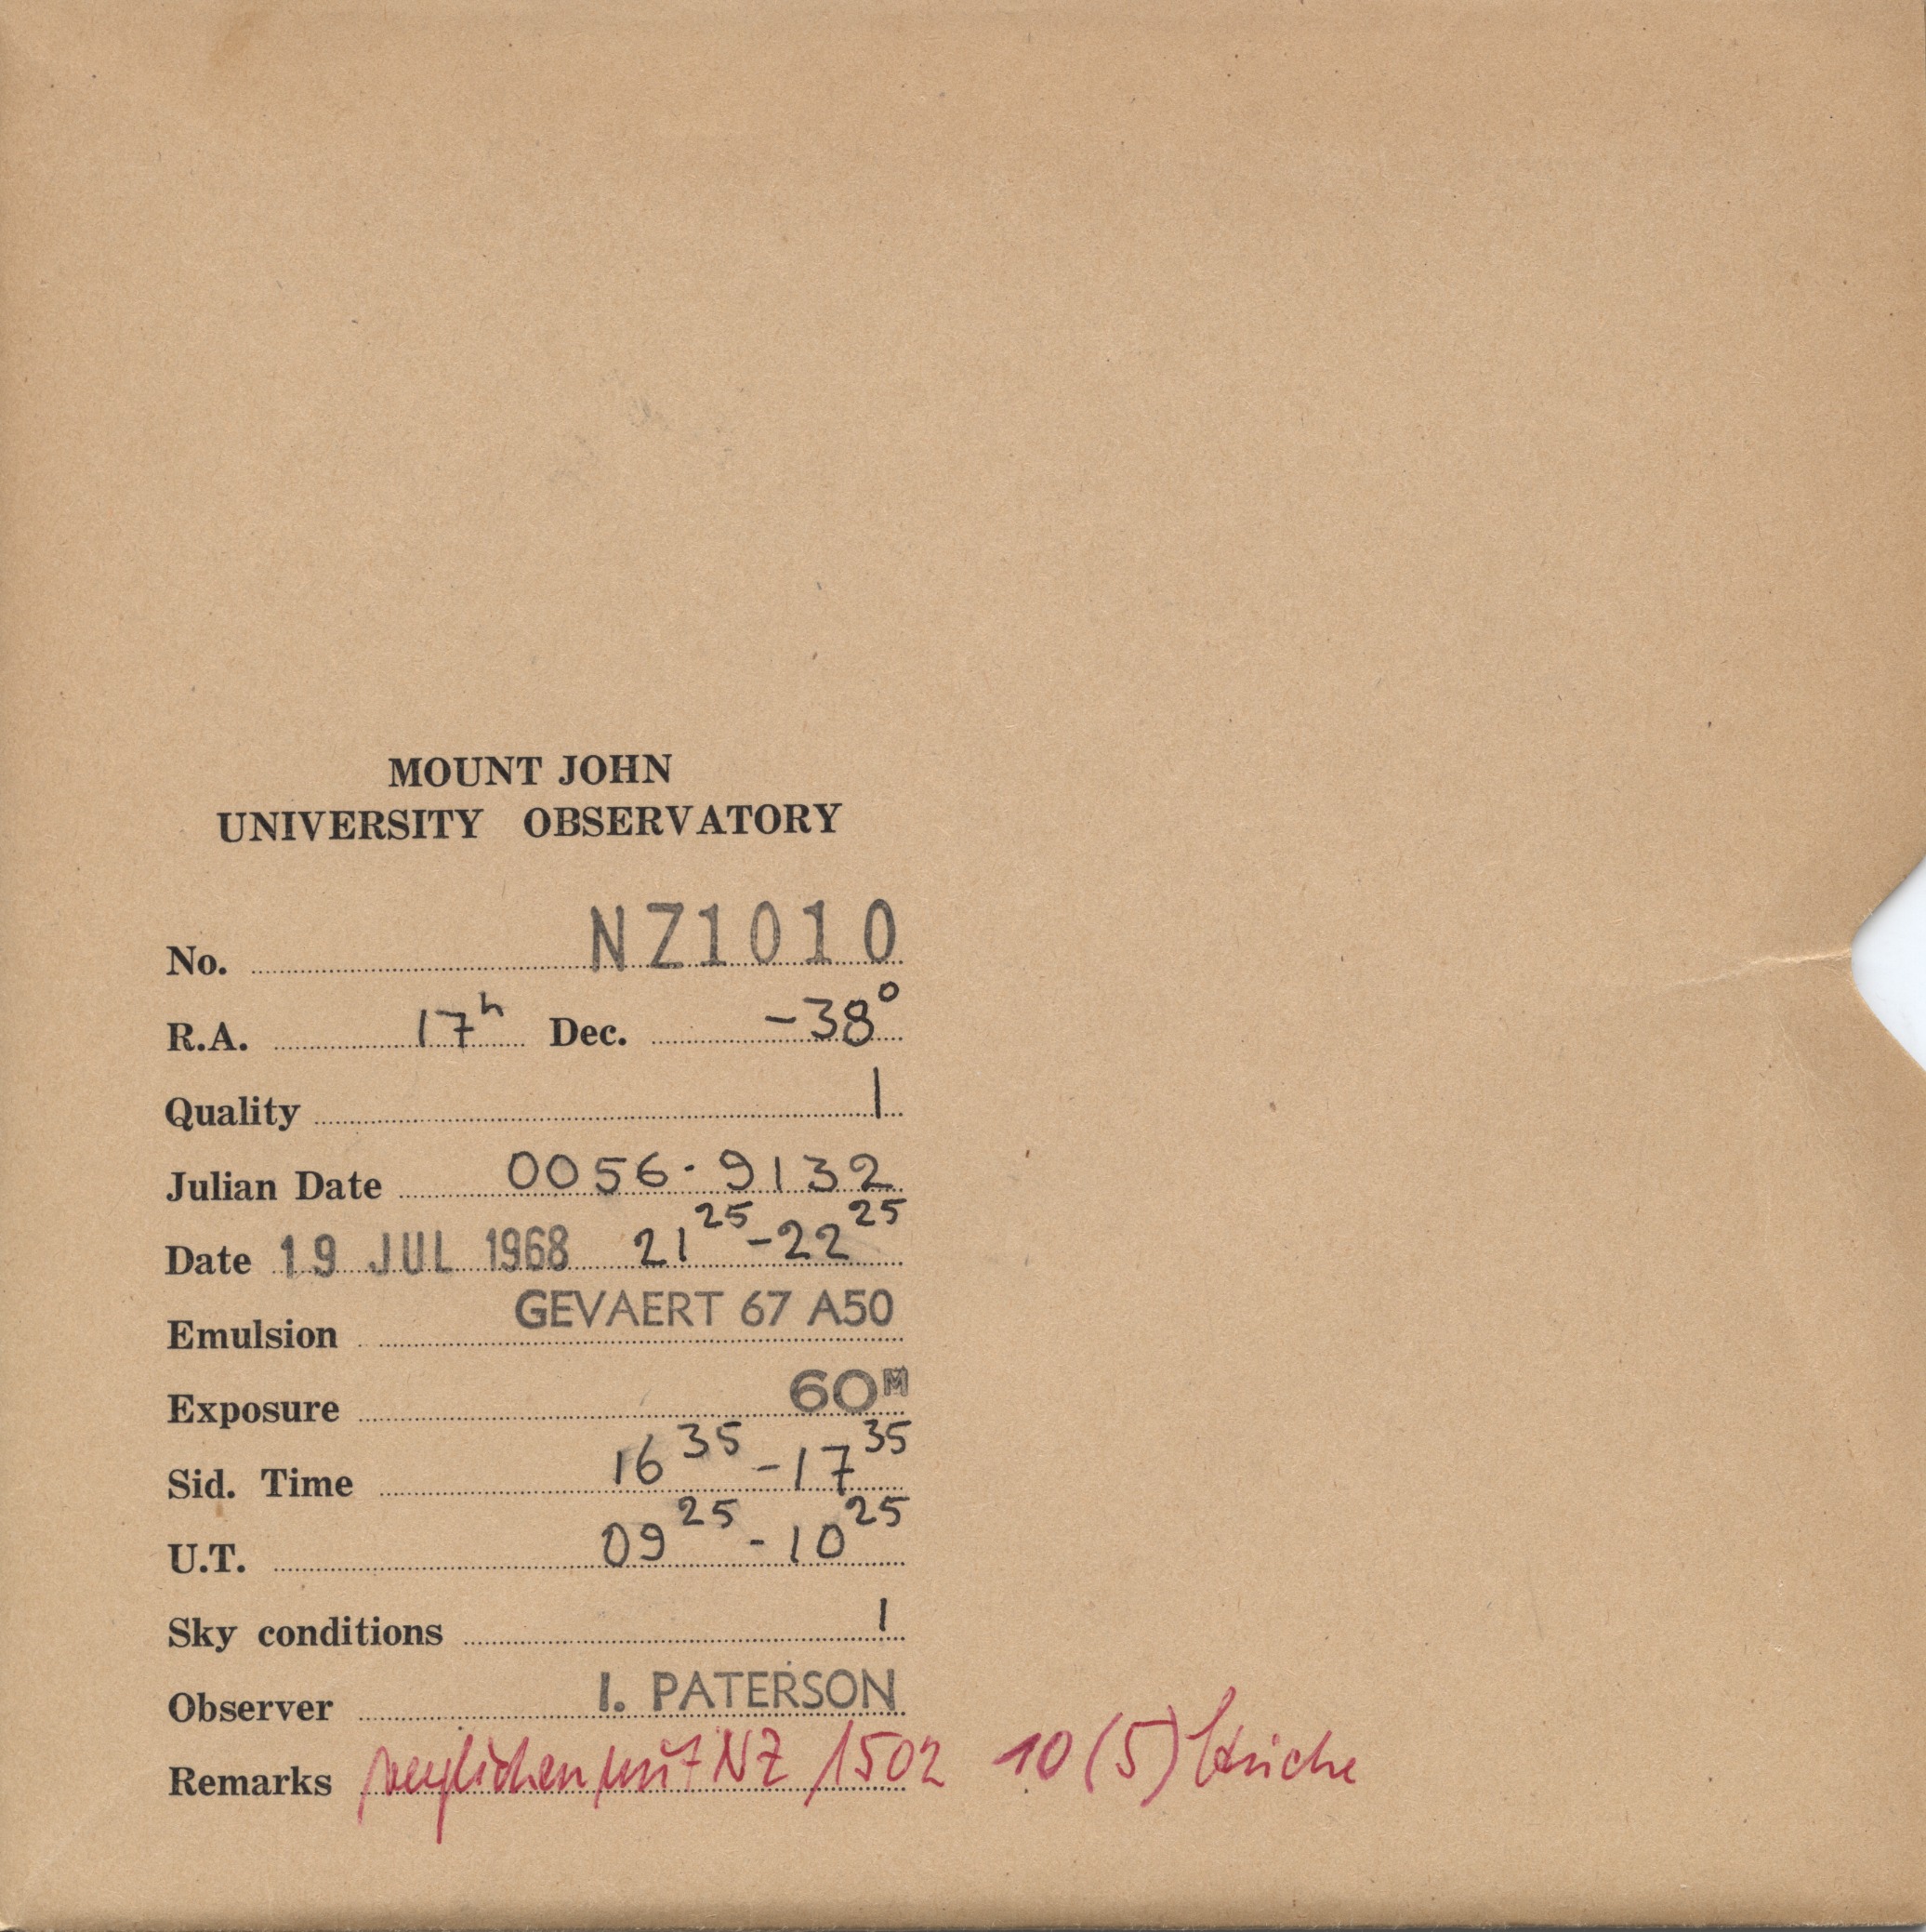 MOUNT JOHN
UNIVERSITY OBSERVATORY
No. NZ1010
R.A. 17h Dec. -38°
Quality 1
Julian Date 0056.9132
Date 19 JUL 1968 21 25 - 22 25
Emulsion GEVAERT 67 A50
Exposure 60M
Sid. Time 16 35 - 17 35
U.T. 09 25 - 10 25
Sky conditions 1
Observer I. PATERSON
Remarks verglichen mit NZ 1502 10 (5) Striche